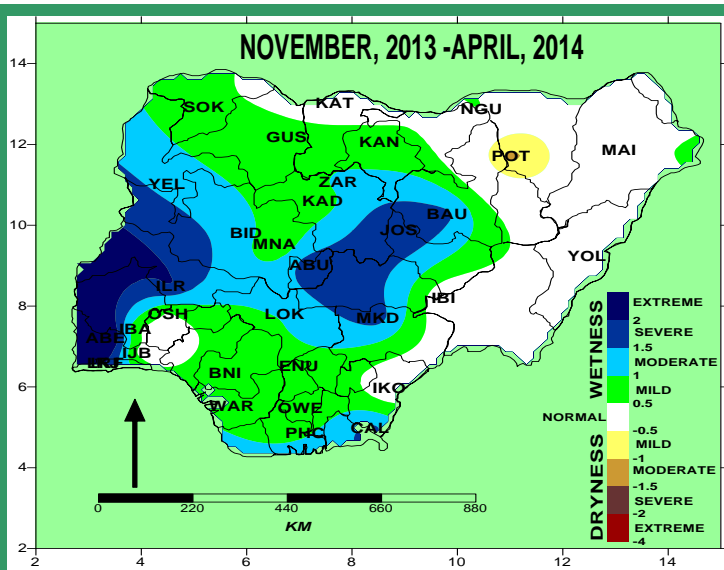 NOVEMBER, 2013 -APRIL, 2014
14
12
10
8
6
4
2
SOK
KAT
NGU
GUS
KAN
POT
MAI
ZAR
YEL
KAD
BAU
BID
MNA
JOS
ABU
YOL
ILR
IBI
OSH
LOK
MKD
IBA
ABE
IJB
BNI
ENU
IKO
WAR
OWE
PHC
CAL
WETNESS
EXTREME
2
SEVERE
1.5
MODERATE
1
MILD
0.5
NORMAL
-0.5
DRYNESS
MILD
-1
MODERATE
-1.5
SEVERE
-2
EXTREME
-4
0 220 440 660 880
KM
2 4 6 8 10 12 14